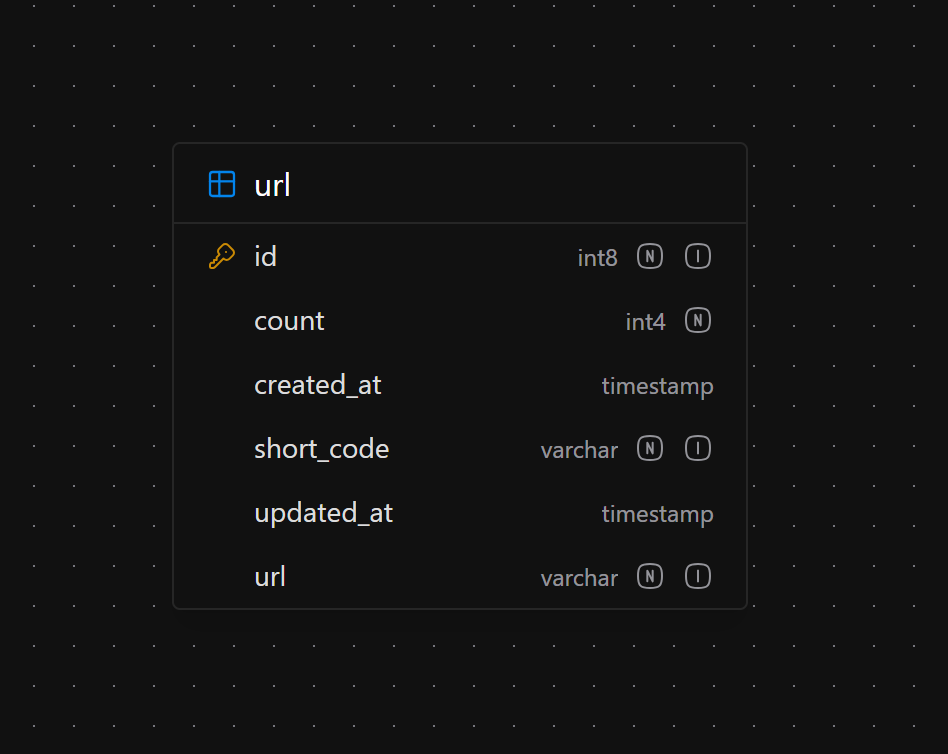 url
id int8 N I
count int4 N
created_at timestamp
short_code varchar N I
updated_at timestamp
url varchar N I